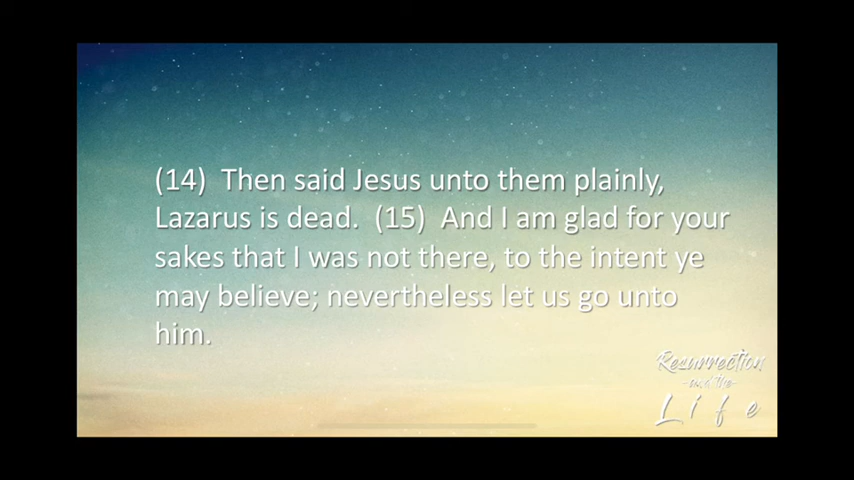 (14)  Then said Jesus unto them plainly,
Lazarus is dead.  (15)  And I am glad for your
sakes that I was not there, to the intent ye
may believe; nevertheless let us go unto
him.
Resurrection
-and the-
Life